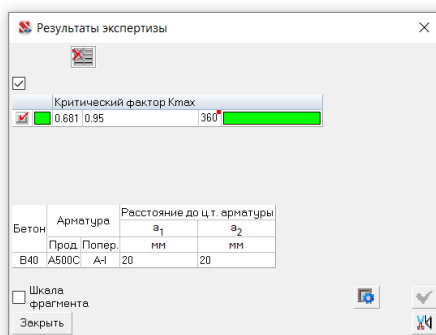 Результаты экспертизы
Критический фактор Kmax
0.681 0.95 360
Бетон Арматура Расстояние до ц.т. арматуры
a1 a2
Прод. Попер. мм мм
B40 A500C A-I 20 20
Шкала
фрагмента
Закрыть